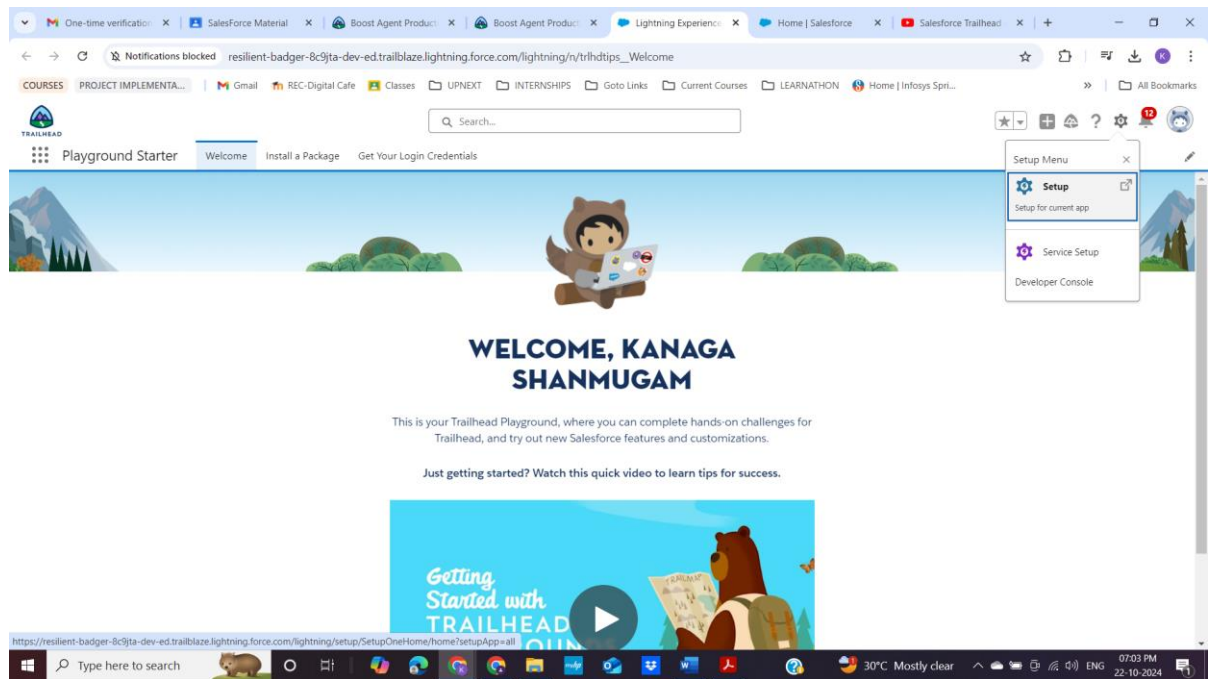 One-time verification
SalesForce Material
Boost Agent Product
Boost Agent Product
Lightning Experience
Home | Salesforce
Salesforce Trailhead
Notifications blocked
resilient-badger-8c9jta-dev-ed.trailblaze.lightning.force.com/lightning/n/trlhdtips__Welcome
K
COURSES PROJECT IMPLEMENTA... Gmail REC-Digital Cafe Classes UPNEXT INTERNSHIPS Goto Links Current Courses LEARNATHON Home | Infosys Spri... » All Bookmarks
TRAILHEAD
Search...
12
Playground Starter Welcome Install a Package Get Your Login Credentials
Setup Menu
Setup
Setup for current app
Service Setup
Developer Console
WELCOME, KANAGA
SHANMUGAM
This is your Trailhead Playground, where you can complete hands-on challenges for
Trailhead, and try out new Salesforce features and customizations.
Just getting started? Watch this quick video to learn tips for success.
Getting
Started with
TRAILHEAD
TRAILMAP
https://resilient-badger-8c9jta-dev-ed.trailblaze.lightning.force.com/lightning/setup/SetupOneHome/home?setupApp=all
Type here to search
30°C Mostly clear
ENG
07:03 PM
22-10-2024